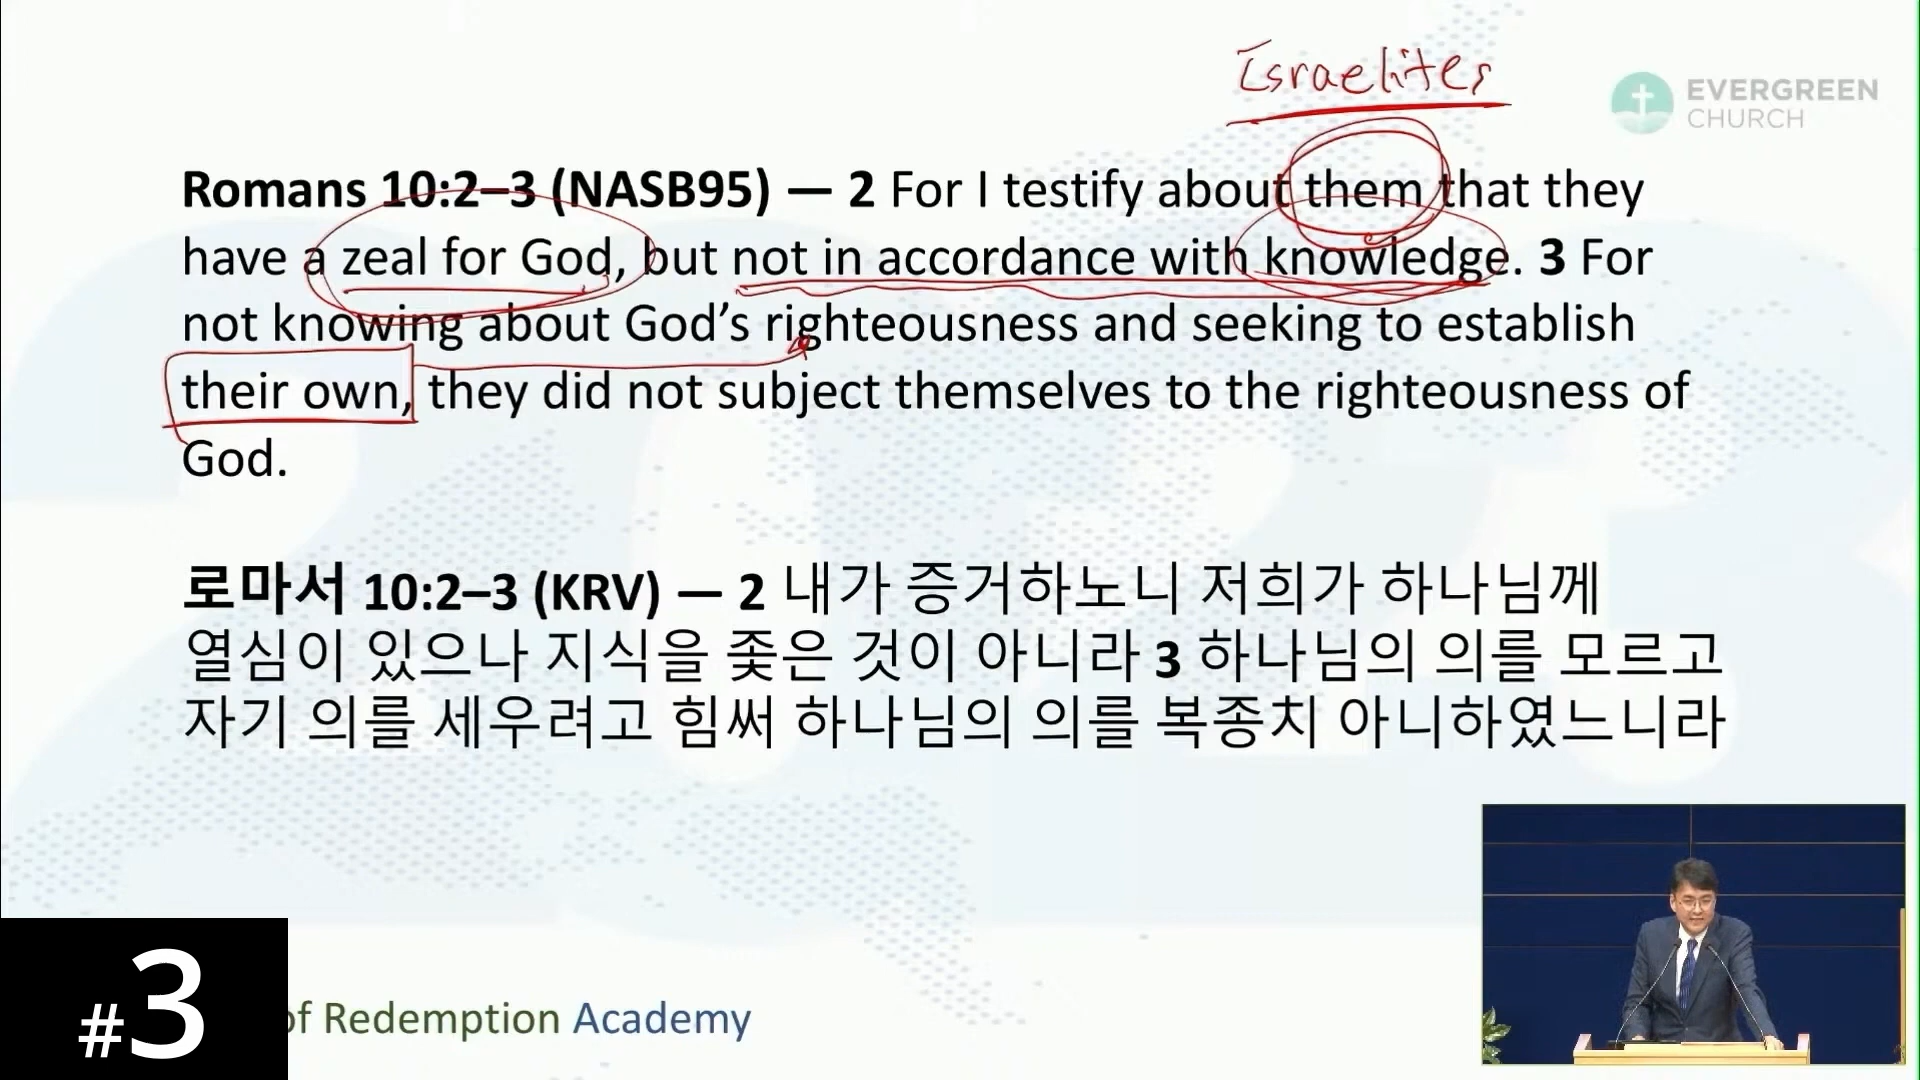 Israelites
EVERGREEN
CHURCH
Romans 10:2–3 (NASB95) — 2 For I testify about them that they
have a zeal for God, but not in accordance with knowledge. 3 For
not knowing about God’s righteousness and seeking to establish
their own, they did not subject themselves to the righteousness of
God.
로마서 10:2–3 (KRV) — 2 내가 증거하노니 저희가 하나님께
열심이 있으나 지식을 좇은 것이 아니라 3 하나님의 의를 모르고
자기 의를 세우려고 힘써 하나님의 의를 복종치 아니하였느니라
#3
of Redemption Academy